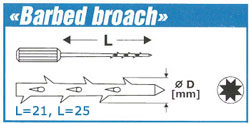 «Barbed broach»
L
Ø D
[mm]
L=21, L=25